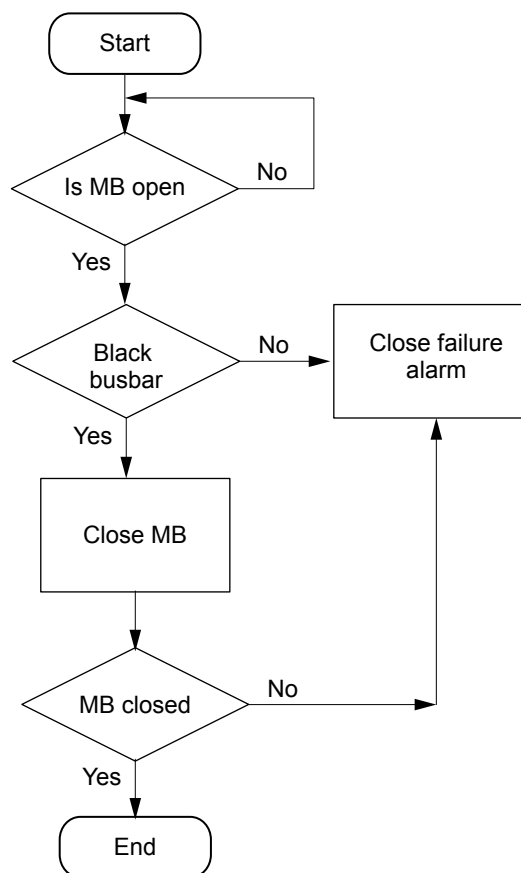 Start
Is MB open
No
Yes
Black
busbar
No
Close failure
alarm
Yes
Close MB
MB closed
No
Yes
End